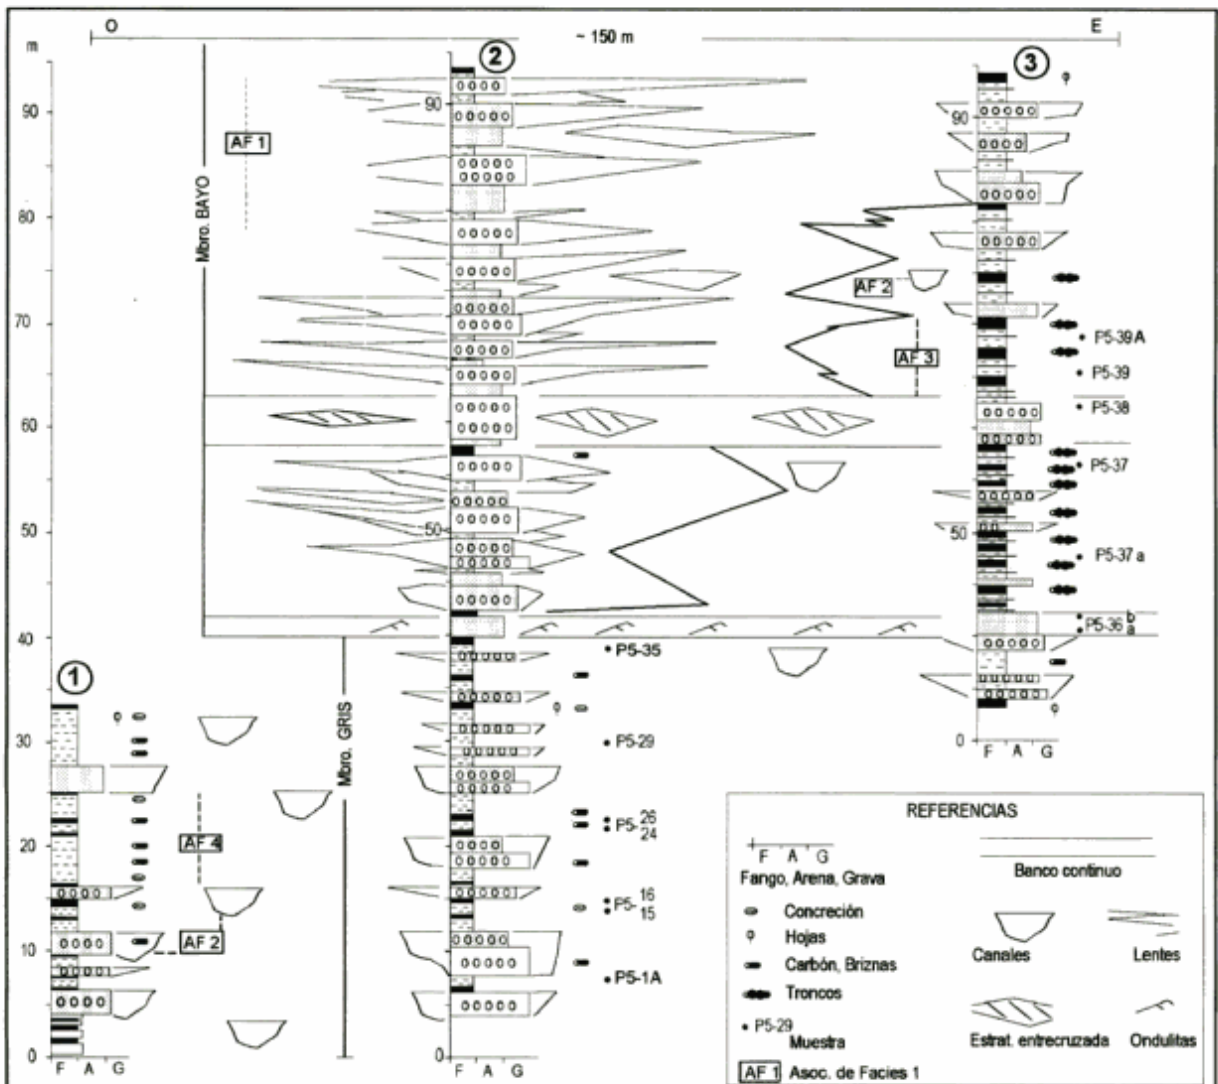 O ~ 150 m E
m
2
3
90
90
90
AF 1
Mbro. BAYO
80
AF 2
70
P5-39 A
AF 3
P5-39
60
P5-38
P5-37
50
50
50
P5-37 a
40
P5-36 b
a
P5-35
1
30
Mbro. GRIS
P5-29
0
F A G
P5- 26
24
AF 4
20
P5- 16
15
AF 2
10
P5-1A
0
0
F A G
F A G
REFERENCIAS
F A G
Fango, Arena, Grava
Banco continuo
Concreción
Hojas
Canales
Lentes
Carbón, Briznas
Troncos
P5-29
Muestra
Estrat. entrecruzada
Ondulitas
AF 1 Asoc. de Facies 1